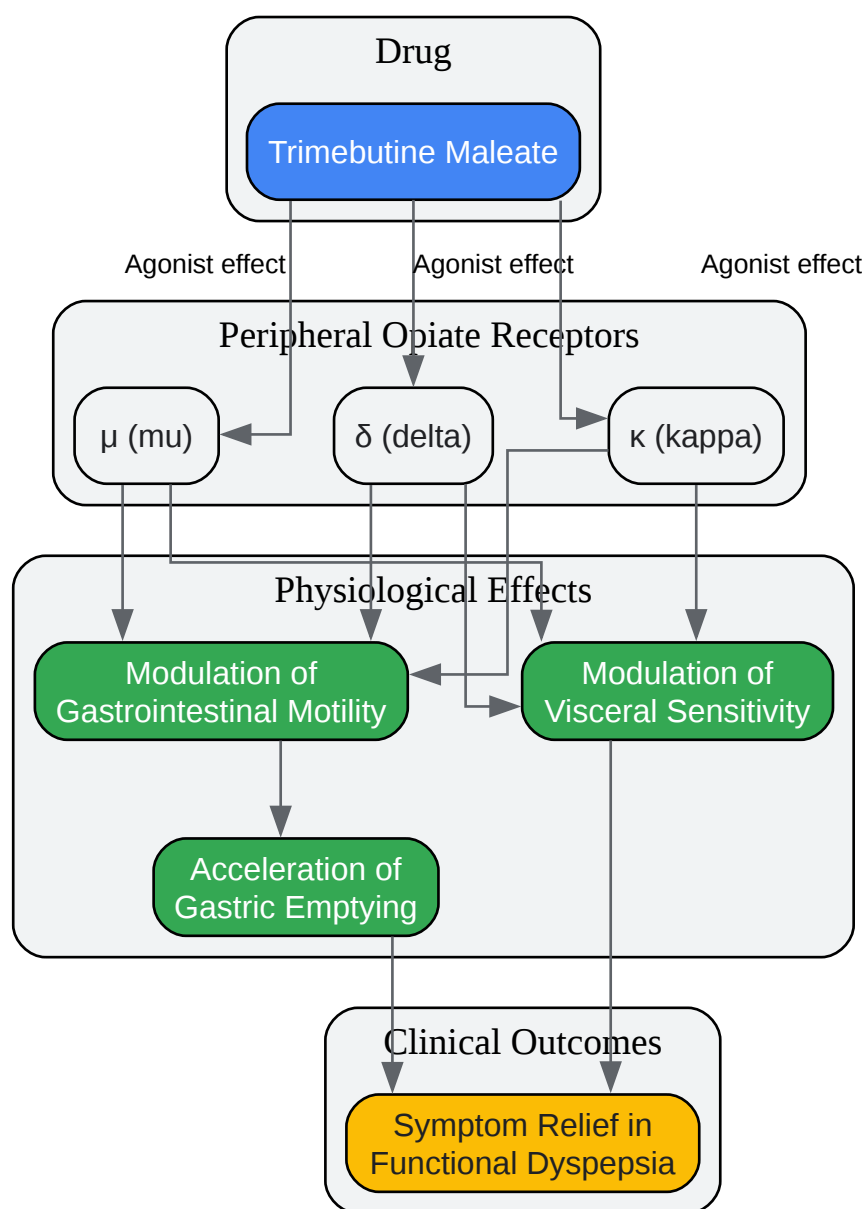 Drug
Trimebutine Maleate
Agonist effect
Agonist effect
Agonist effect
Peripheral Opiate Receptors
μ (mu)
δ (delta)
κ (kappa)
Physiological Effects
Modulation of
Gastrointestinal Motility
Modulation of
Visceral Sensitivity
Acceleration of
Gastric Emptying
Clinical Outcomes
Symptom Relief in
Functional Dyspepsia